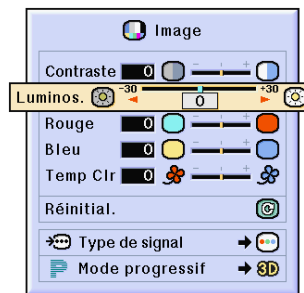 Image
Contraste 0
Luminos. -30 0 +30
Rouge 0
Bleu 0
Temp Clr 0
Réinitial.
Type de signal
P Mode progressif 3D